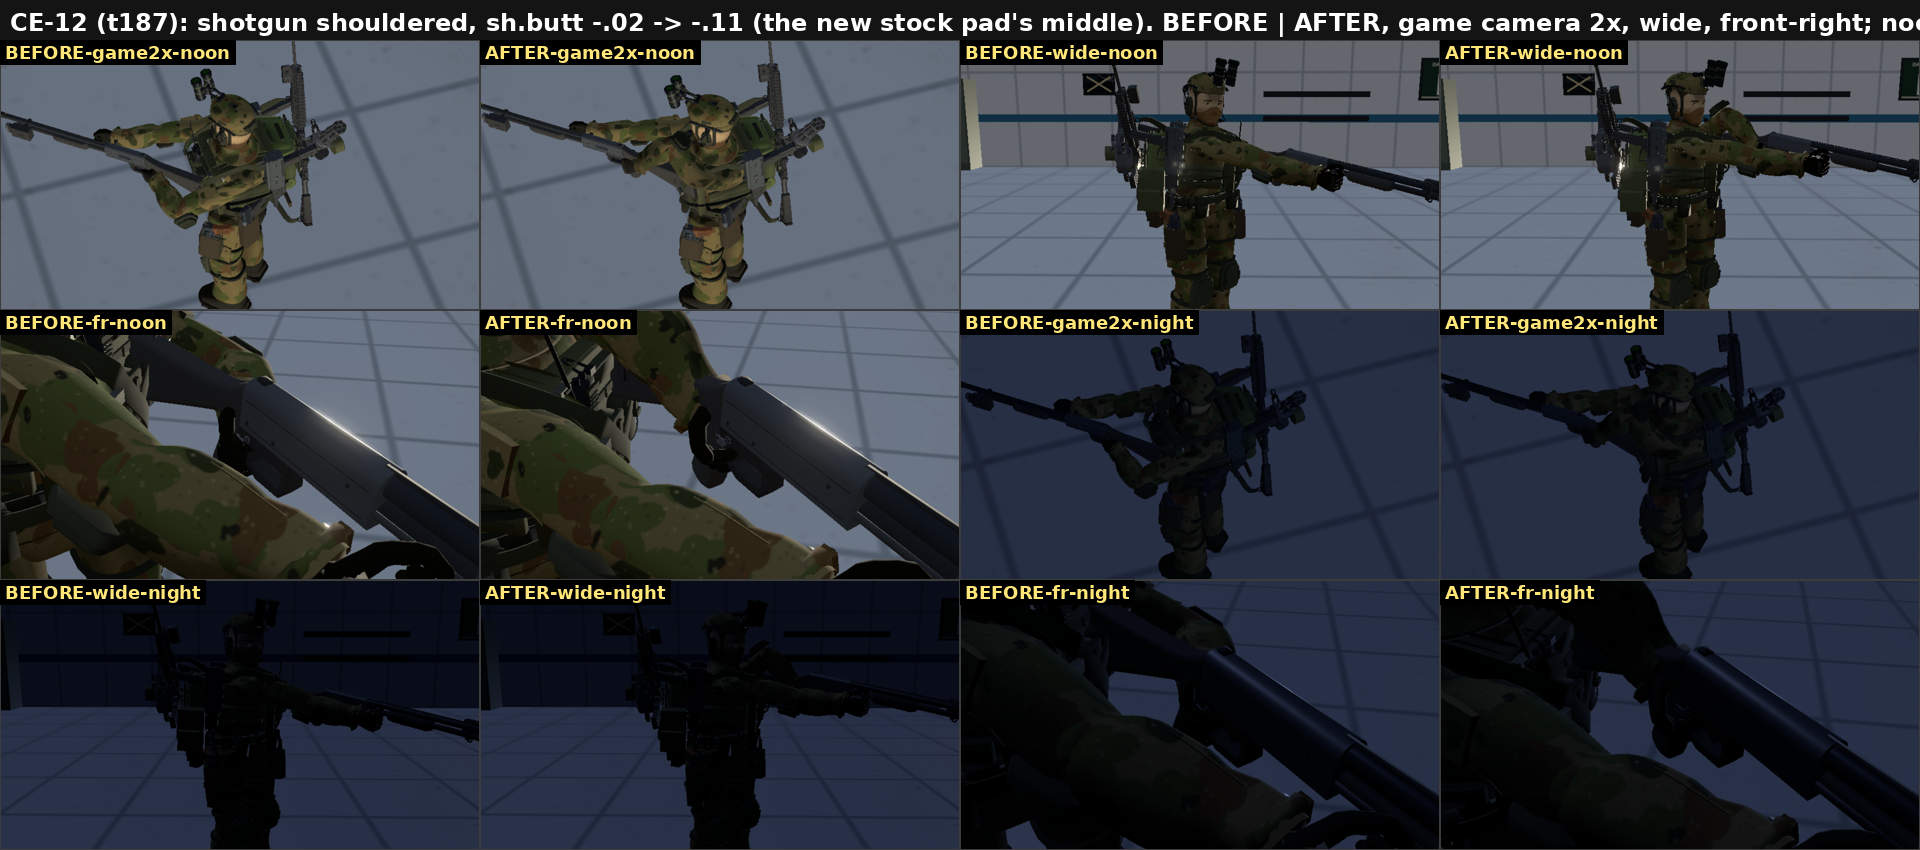 CE-12 (t187): shotgun shouldered, sh.butt -.02 -> -.11 (the new stock pad's middle). BEFORE | AFTER, game camera 2x, wide, front-right;
BEFORE-game2x-noon
AFTER-game2x-noon
BEFORE-wide-noon
AFTER-wide-noon
BEFORE-fr-noon
AFTER-fr-noon
BEFORE-game2x-night
AFTER-game2x-night
BEFORE-wide-night
AFTER-wide-night
BEFORE-fr-night
AFTER-fr-night